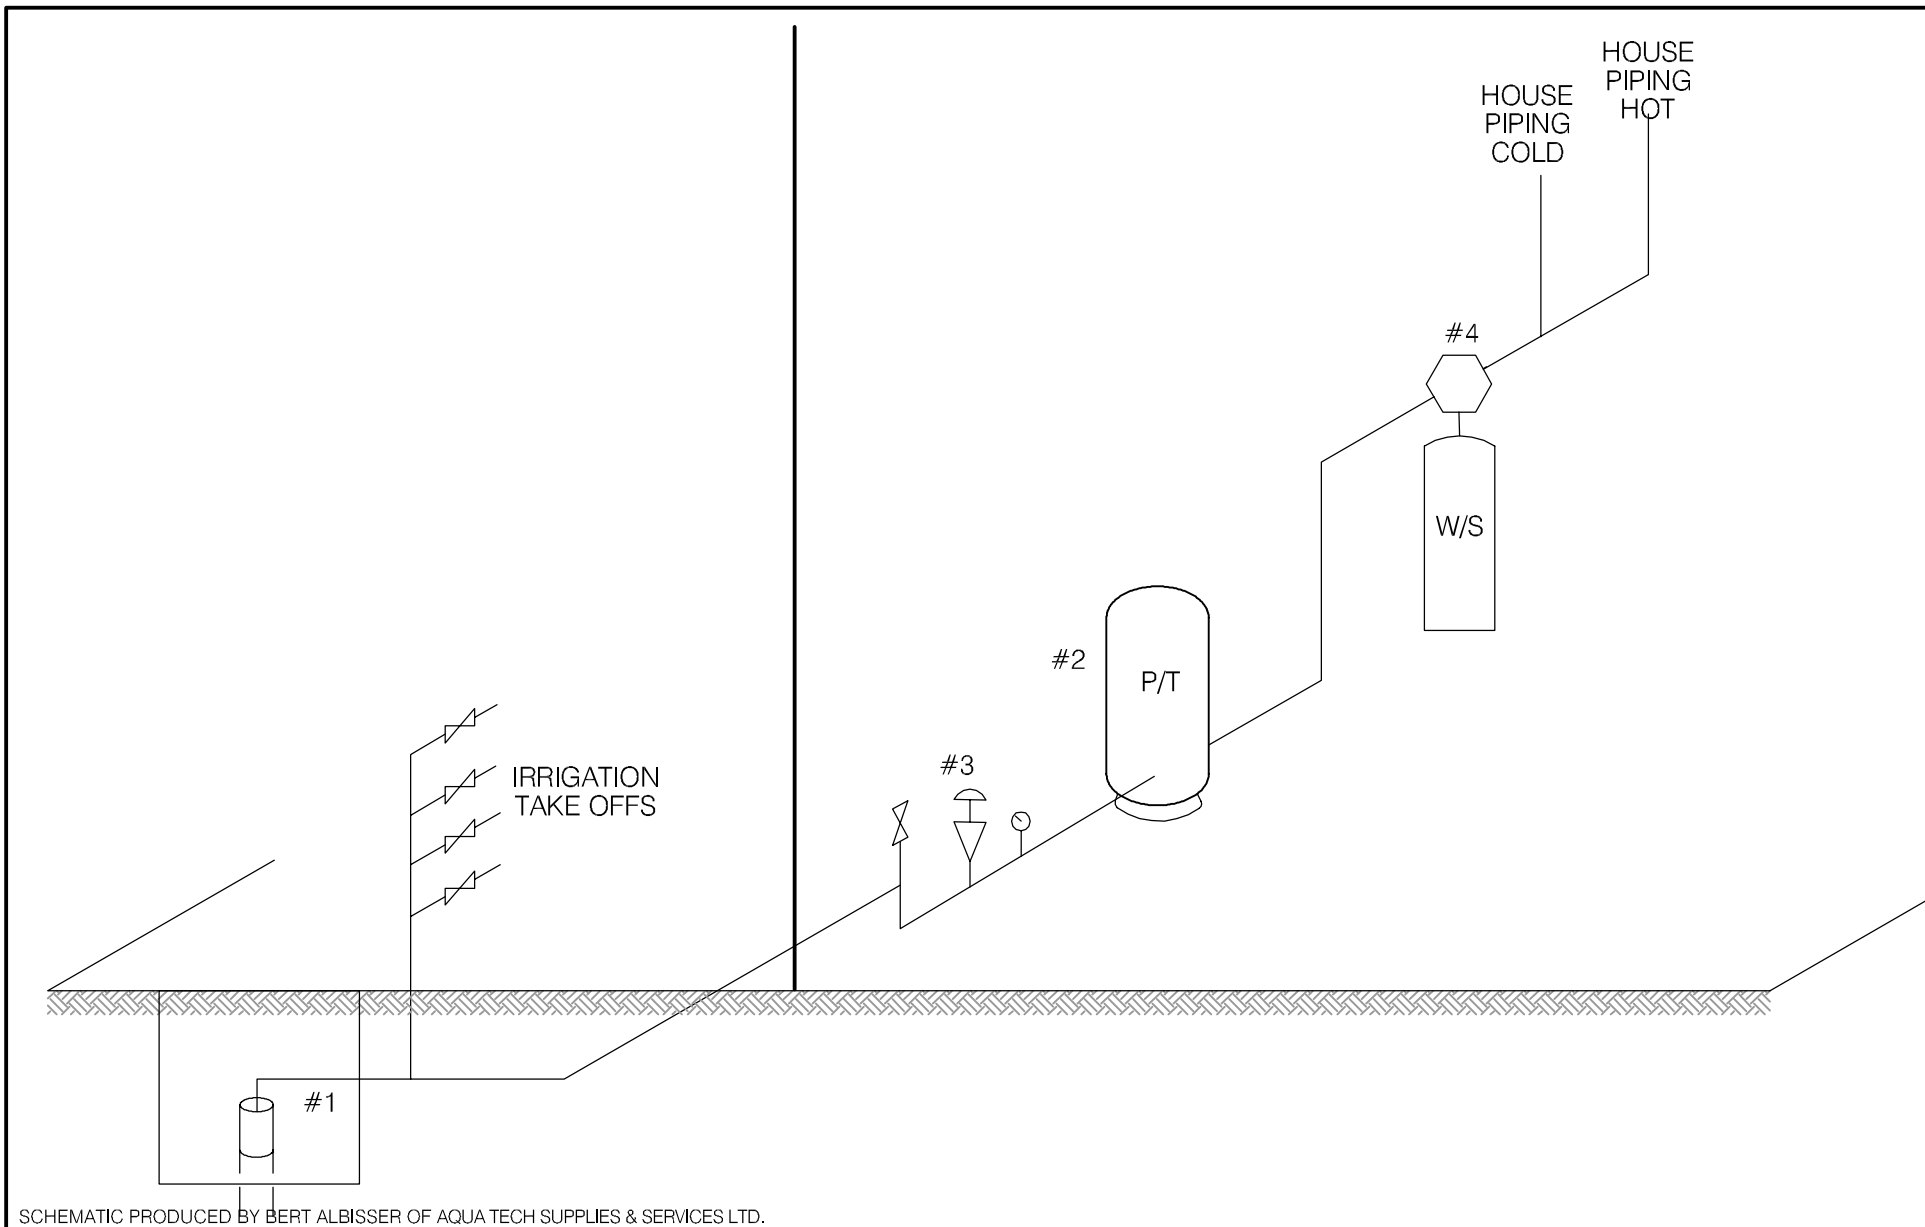 HOUSE
PIPING
HOT
HOUSE
PIPING
COLD
#4
W/S
#2
P/T
#3
IRRIGATION
TAKE OFFS
#1
SCHEMATIC PRODUCED BY BERT ALBISSER OF AQUA TECH SUPPLIES & SERVICES LTD.